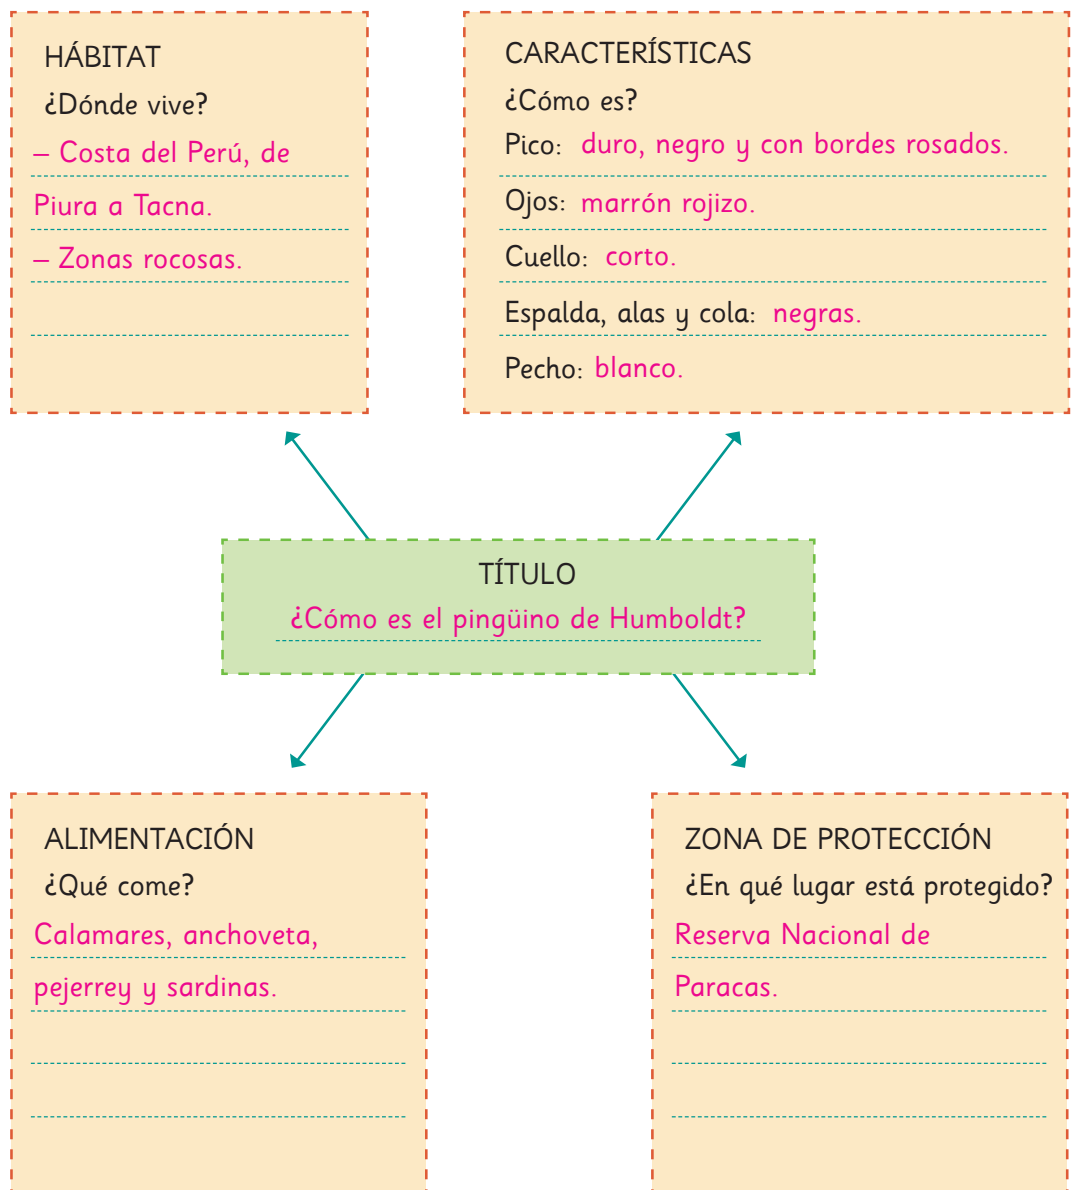 HÁBITAT
¿Dónde vive?
– Costa del Perú, de
Piura a Tacna.
– Zonas rocosas.
CARACTERÍSTICAS
¿Cómo es?
Pico: duro, negro y con bordes rosados.
Ojos: marrón rojizo.
Cuello: corto.
Espalda, alas y cola: negras.
Pecho: blanco.
TÍTULO
¿Cómo es el pingüino de Humboldt?
ALIMENTACIÓN
¿Qué come?
Calamares, anchoveta,
pejerrey y sardinas.
ZONA DE PROTECCIÓN
¿En qué lugar está protegido?
Reserva Nacional de
Paracas.